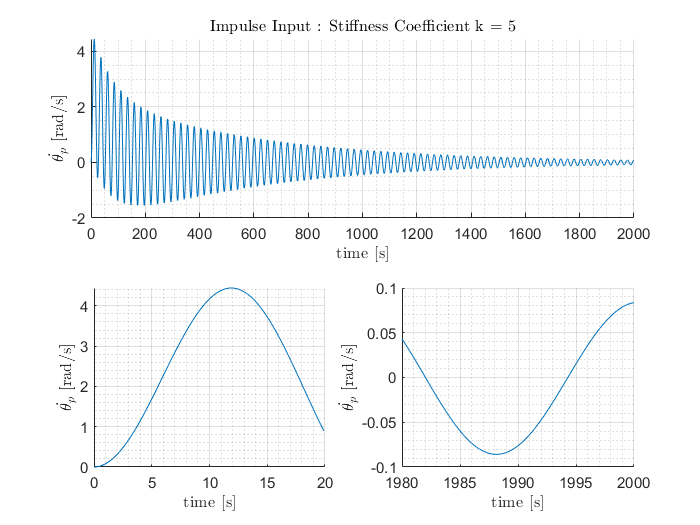 Impulse Input : Stiffness Coefficient k = 5
4
2
0
-2
θ̇ₚ [rad/s]
0 200 400 600 800 1000 1200 1400 1600 1800 2000
time [s]
4
3
2
1
0
θ̇ₚ [rad/s]
0 5 10 15 20
time [s]
0.1
0.05
0
-0.05
-0.1
θ̇ₚ [rad/s]
1980 1985 1990 1995 2000
time [s]